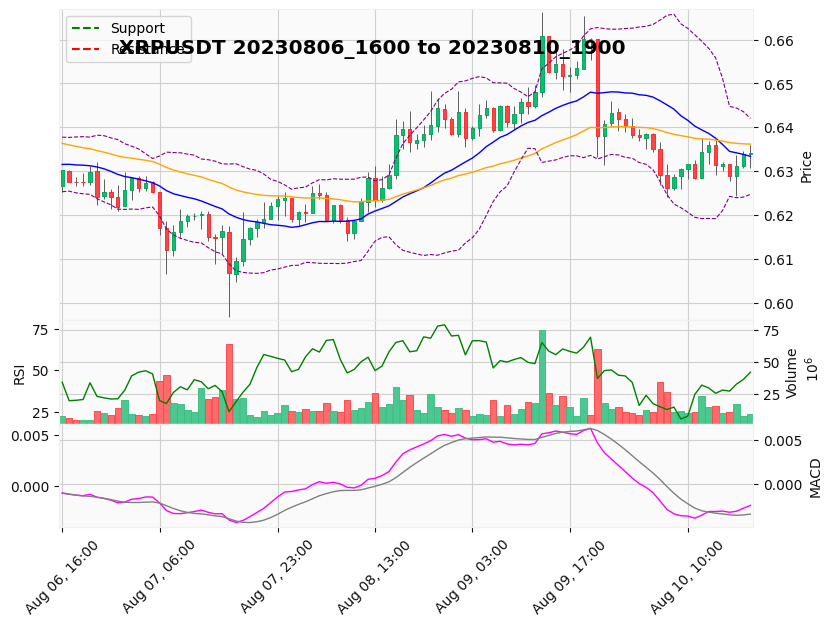 XRPUSDT 20230806_1600 to 20230810_1900
Support
Resistance
0.66
0.65
0.64
0.63
0.62
0.61
0.60
Price
75
50
25
RSI
75
50
25
Volume
10^6
0.005
0.000
0.005
0.000
MACD
Aug 06, 16:00
Aug 07, 06:00
Aug 07, 23:00
Aug 08, 13:00
Aug 09, 03:00
Aug 09, 17:00
Aug 10, 10:00